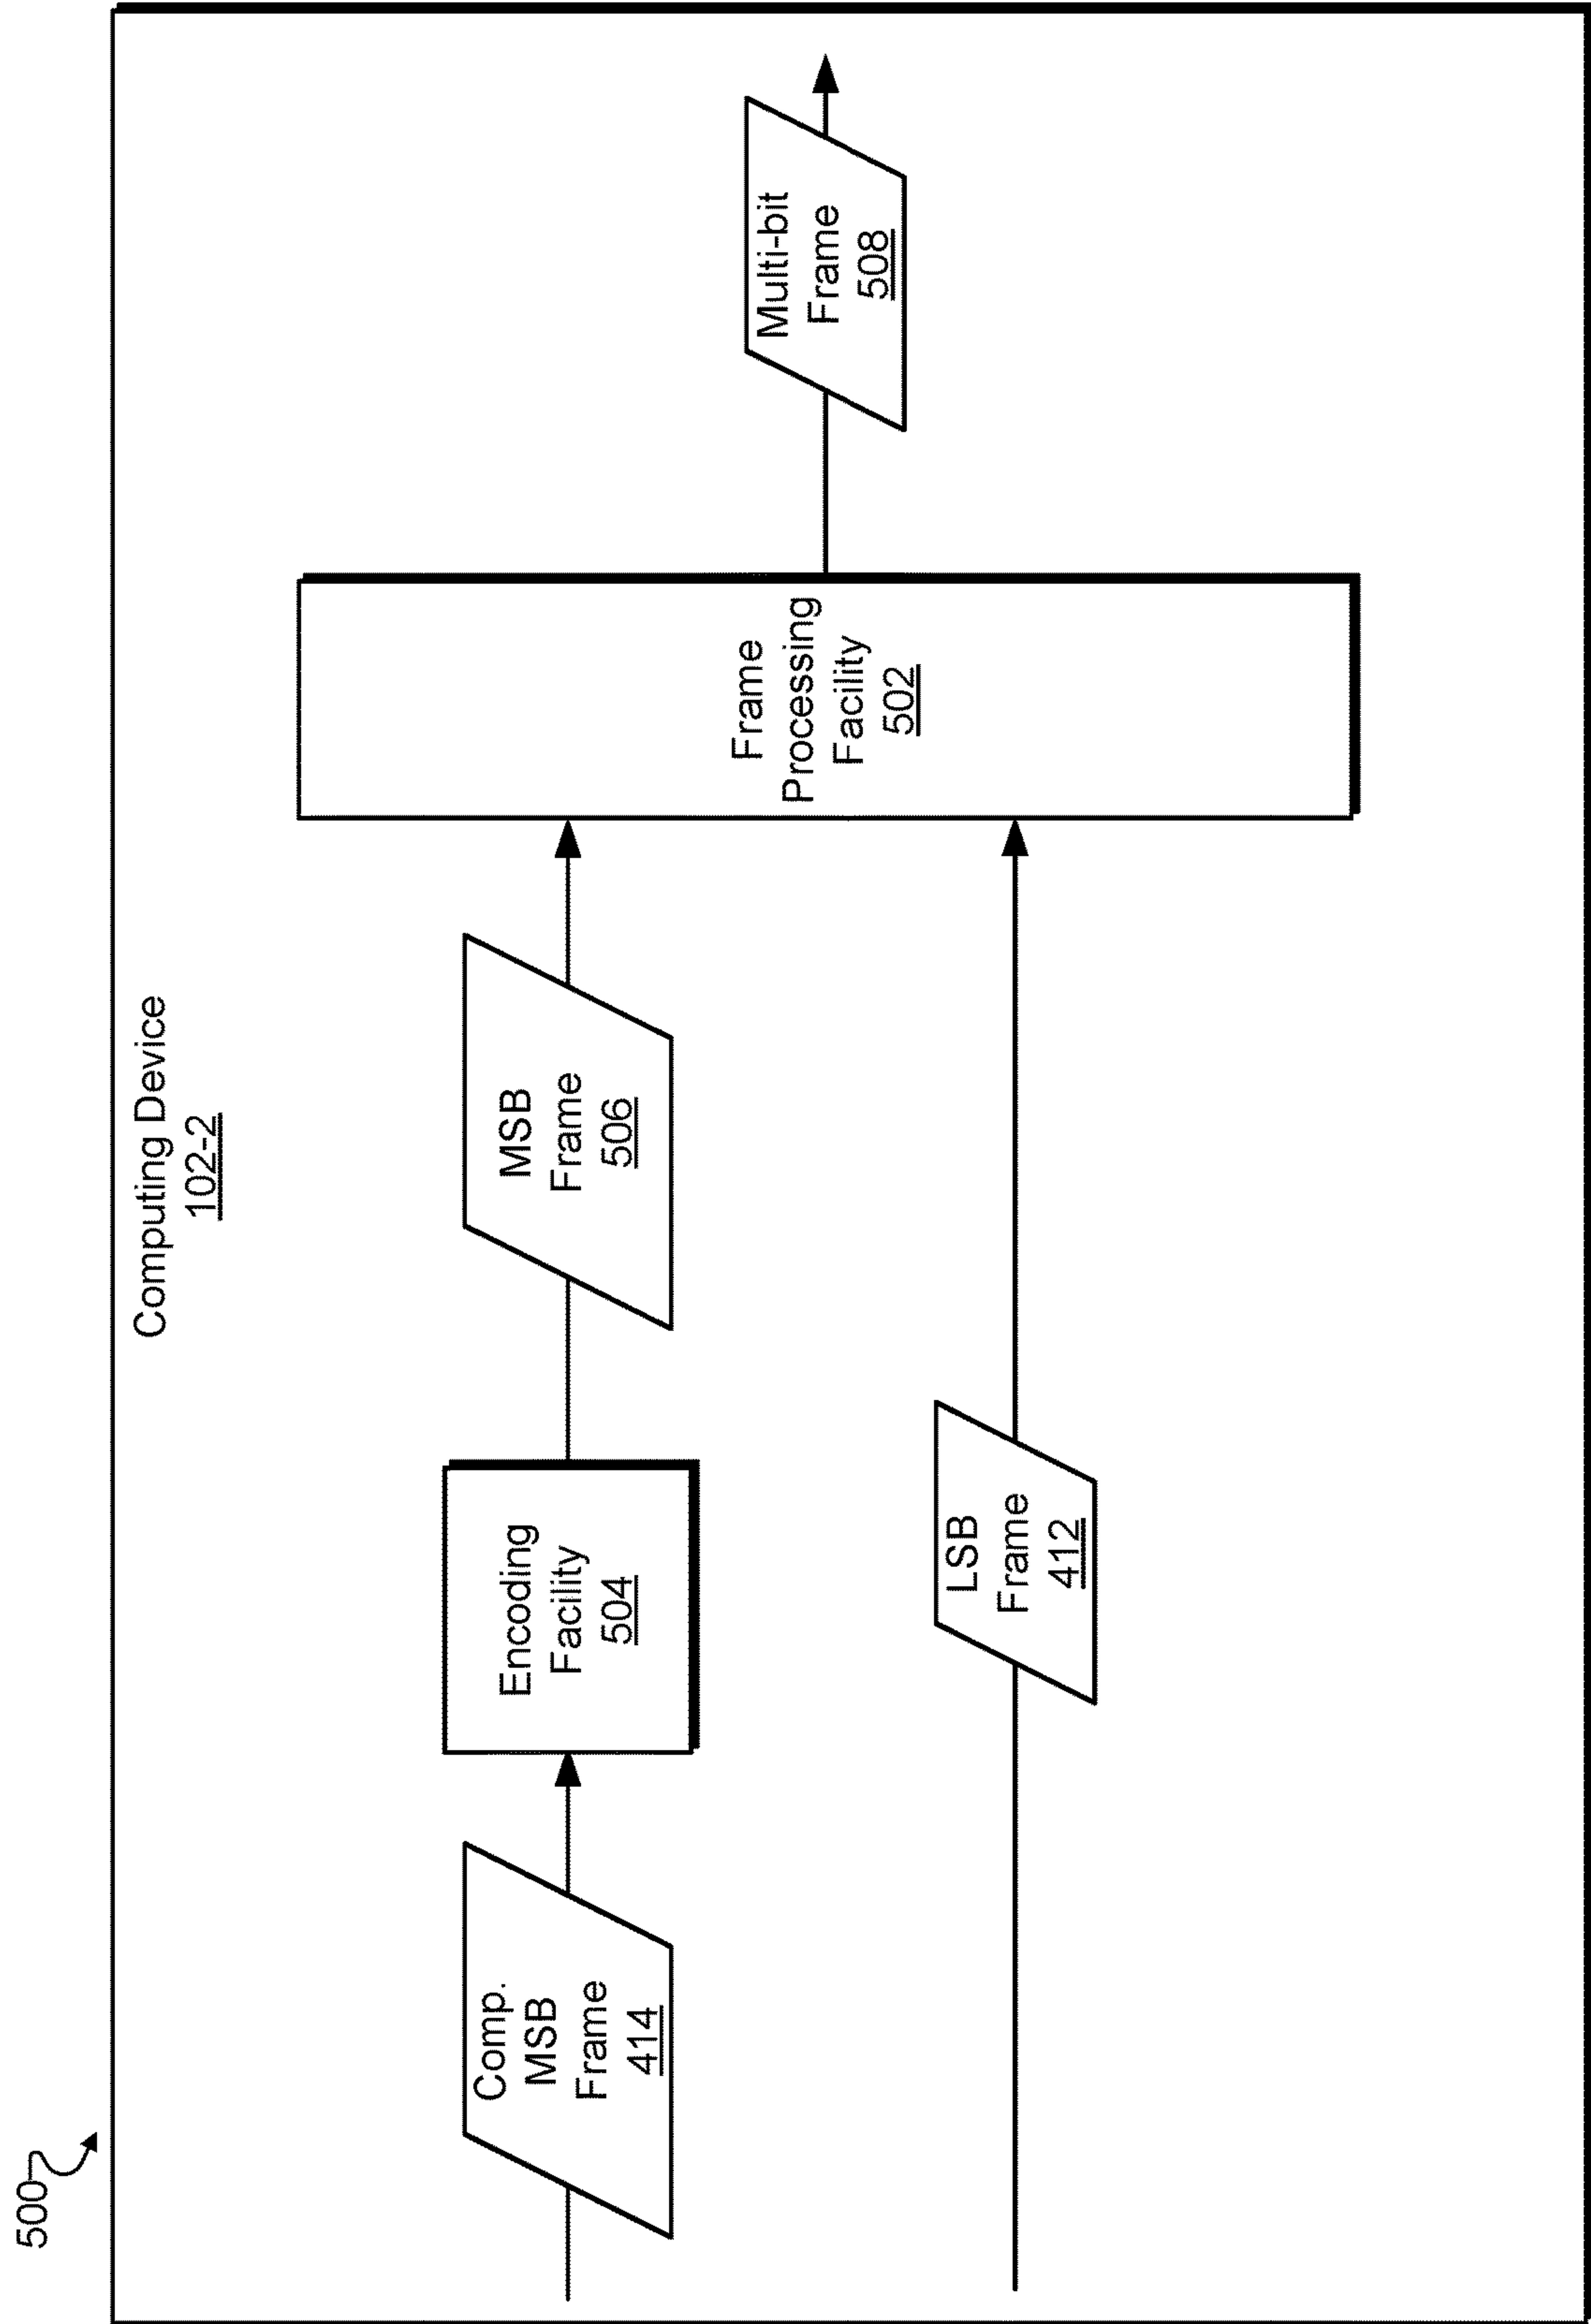 500
Computing Device
102-2
Comp.
MSB
Frame
414
Encoding
Facility
504
MSB
Frame
506
LSB
Frame
412
Frame
Processing
Facility
502
Multi-bit
Frame
508